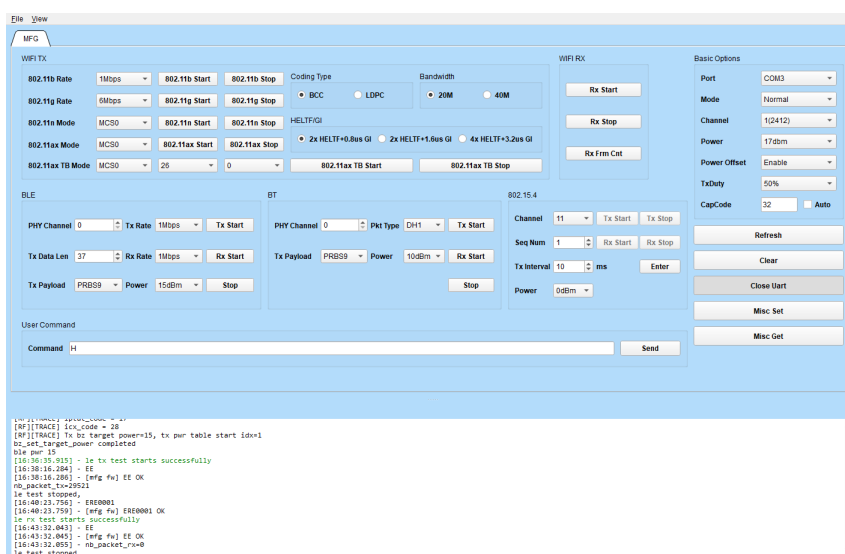 File View
MFG
WIFI TX
802.11b Rate 1Mbps 802.11b Start 802.11b Stop
802.11g Rate 6Mbps 802.11g Start 802.11g Stop
802.11n Mode MCS0 802.11n Start 802.11n Stop
802.11ax Mode MCS0 802.11ax Start 802.11ax Stop
802.11ax TB Mode MCS0 26 0 802.11ax TB Start 802.11ax TB Stop
Coding Type
BCC LDPC
Bandwidth
20M 40M
HELTF/GI
2x HELTF+0.8us GI 2x HELTF+1.6us GI 4x HELTF+3.2us GI
WIFI RX
Rx Start
Rx Stop
Rx Frm Cnt
Basic Options
Port COM3
Mode Normal
Channel 1(2412)
Power 17dbm
Power Offset Enable
TxDuty 50%
CapCode 32 Auto
Refresh
Clear
Close Uart
Misc Set
Misc Get
BLE
PHY Channel 0 Tx Rate 1Mbps Tx Start
Tx Data Len 37 Rx Rate 1Mbps Rx Start
Tx Payload PRBS9 Power 15dBm Stop
BT
PHY Channel 0 Pkt Type DH1 Tx Start
Tx Payload PRBS9 Power 10dBm Rx Start
Stop
802.15.4
Channel 11 Tx Start Tx Stop
Seq Num 1 Rx Start Rx Stop
Tx Interval 10 ms Enter
Power 0dBm
User Command
Command H Send
[RF][TRACE] icx_code = 28
[RF][TRACE] Tx bz target power=15, tx pwr table start idx=1
bz_set_target_power completed
ble pwr 15
[16:36:35.915] - le tx test starts successfully
[16:38:16.284] - EE
[16:38:16.286] - [mfg fw] EE OK
nb_packet_tx=29521
le test stopped,
[16:40:23.756] - ERE0001
[16:40:23.759] - [mfg fw] ERE0001 OK
le rx test starts successfully
[16:43:32.043] - EE
[16:43:32.045] - [mfg fw] EE OK
[16:43:32.055] - nb_packet_rx=0
le test stopped